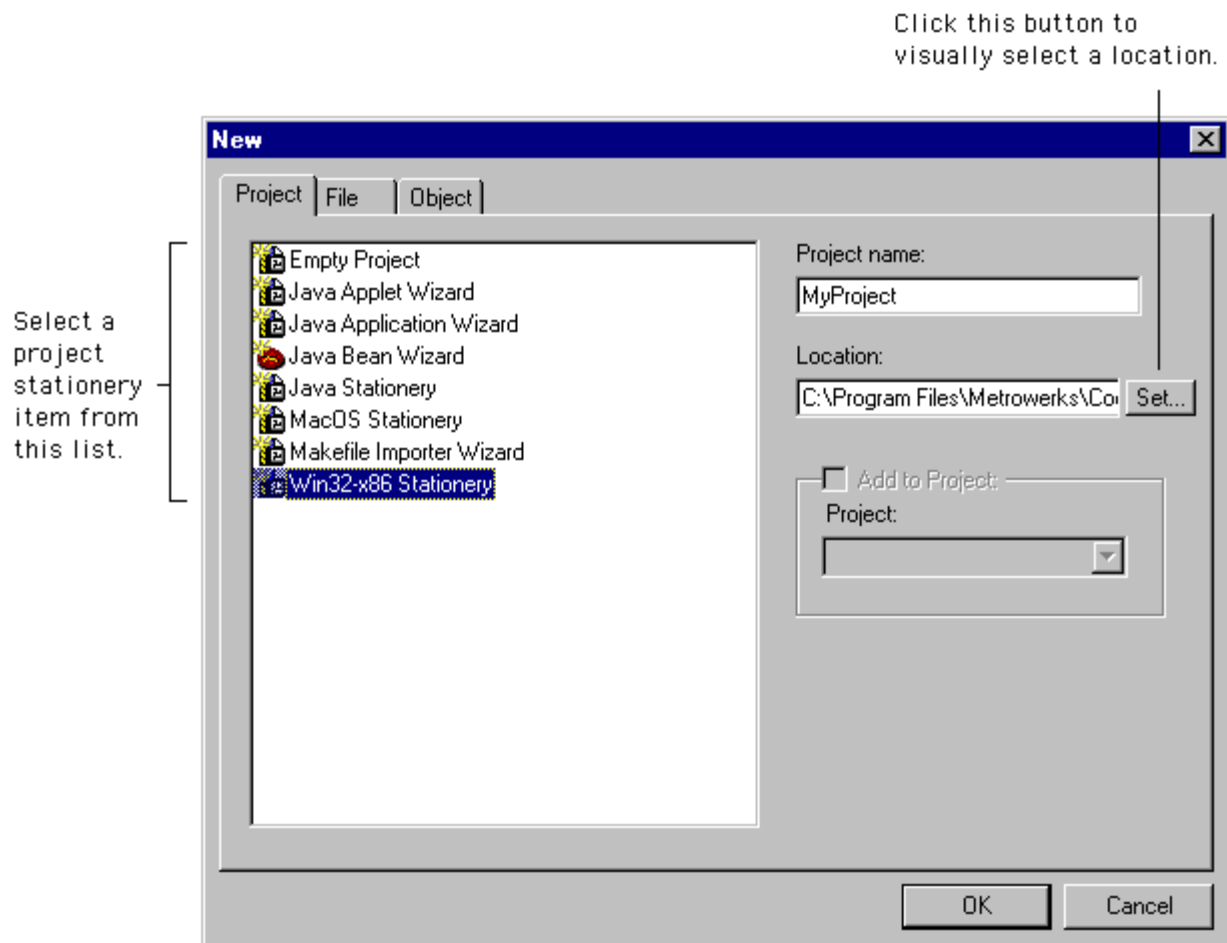 Click this button to
visually select a location.
New
Project
File
Object
Select a
project
stationery
item from
this list.
Empty Project
Java Applet Wizard
Java Application Wizard
Java Bean Wizard
Java Stationery
MacOS Stationery
Makefile Importer Wizard
Win32-x86 Stationery
Project name:
MyProject
Location:
C:\Program Files\Metrowerks\Co
Set...
Add to Project:
Project:
OK
Cancel